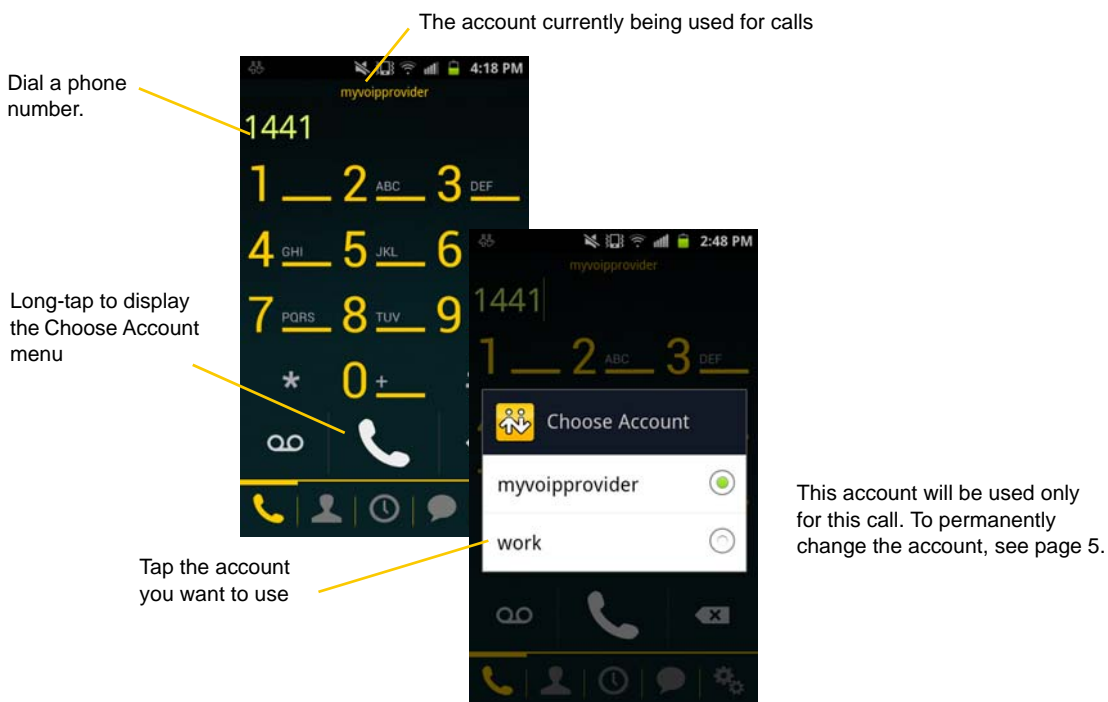 The account currently being used for calls
Dial a phone
number.
4:18 PM
myvoipprovider
1441
1 2 ABC 3 DEF
4 GHI 5 JKL 6
7 PQRS 8 TUV 9
* 0 +
Long-tap to display
the Choose Account
menu
2:48 PM
myvoipprovider
1441
1 2 ABC 3 DEF
Choose Account
myvoipprovider
work
Tap the account
you want to use
This account will be used only
for this call. To permanently
change the account, see page 5.